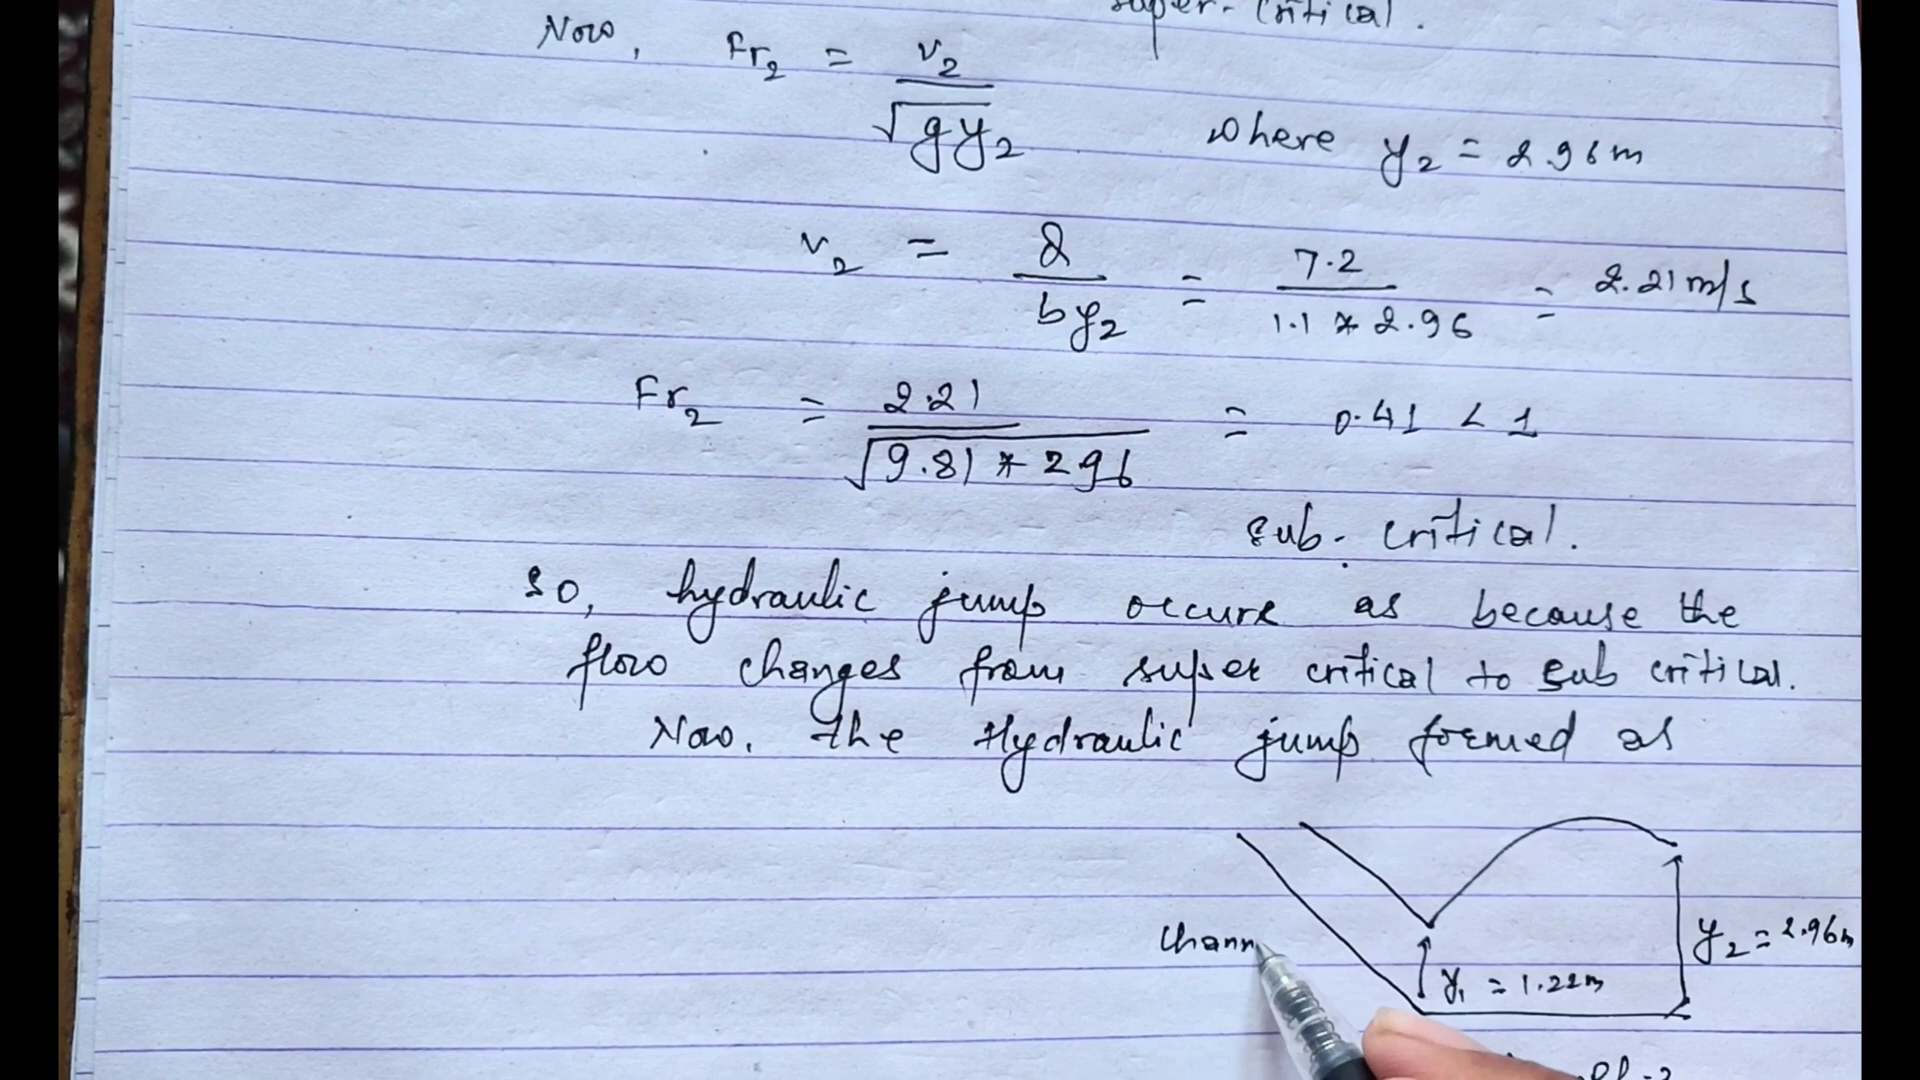 super-critical.
Now, Fr₂ = v₂ / √gy₂ where y₂ = 2.96m
v₂ = Q / by₂ = 7.2 / 1.1 * 2.96 = 2.21 m/s
Fr₂ = 2.21 / √9.81 * 2.96 = 0.41 < 1
sub-critical.
so, hydraulic jump occurs as because the
flow changes from super critical to sub critical.
Now, the Hydraulic jump formed as
Chann
y₁ = 1.22m
y₂ = 2.96m